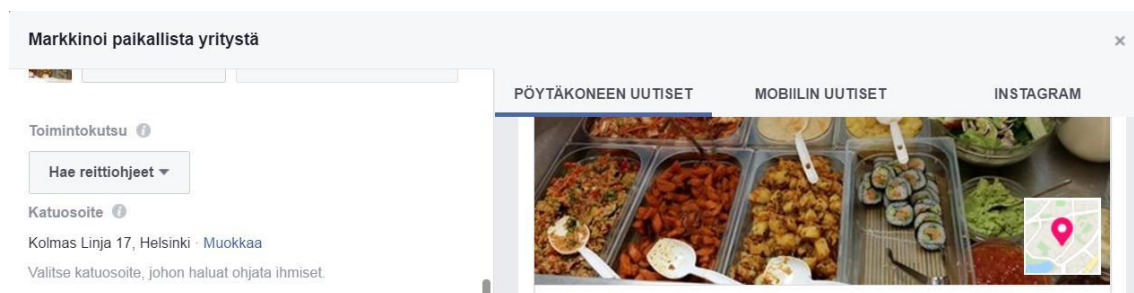 Markkinoi paikallista yritystä
×
Toimintokutsu
Hae reittiohjeet
Katuosoite
Kolmas Linja 17, Helsinki · Muokkaa
Valitse katuosoite, johon haluat ohjata ihmiset.
PÖYTÄKONEEN UUTISET MOBIILIN UUTISET INSTAGRAM